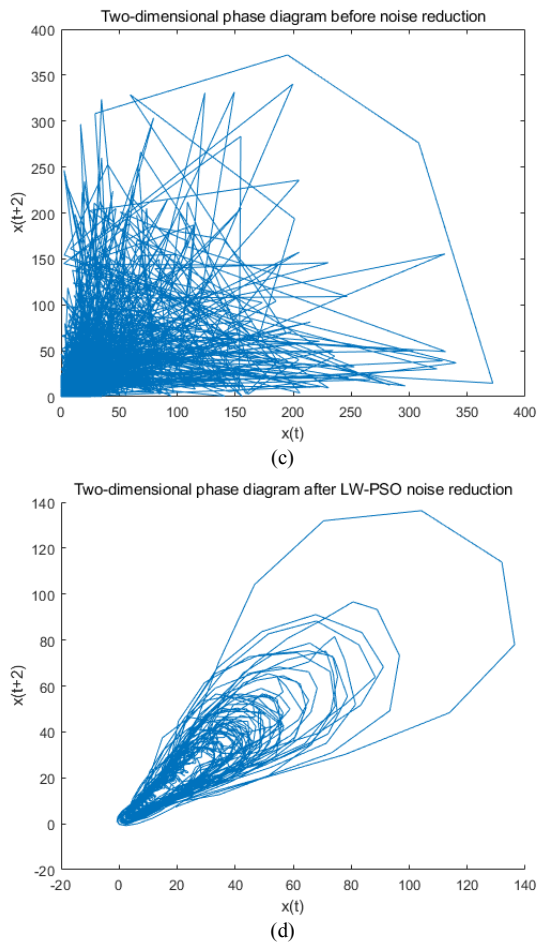 Two-dimensional phase diagram before noise reduction
400
350
300
250
200
150
100
50
0
x(t+2)
0 50 100 150 200 250 300 350 400
x(t)
(c)
Two-dimensional phase diagram after LW-PSO noise reduction
140
120
100
80
60
40
20
0
-20
x(t+2)
-20 0 20 40 60 80 100 120 140
x(t)
(d)